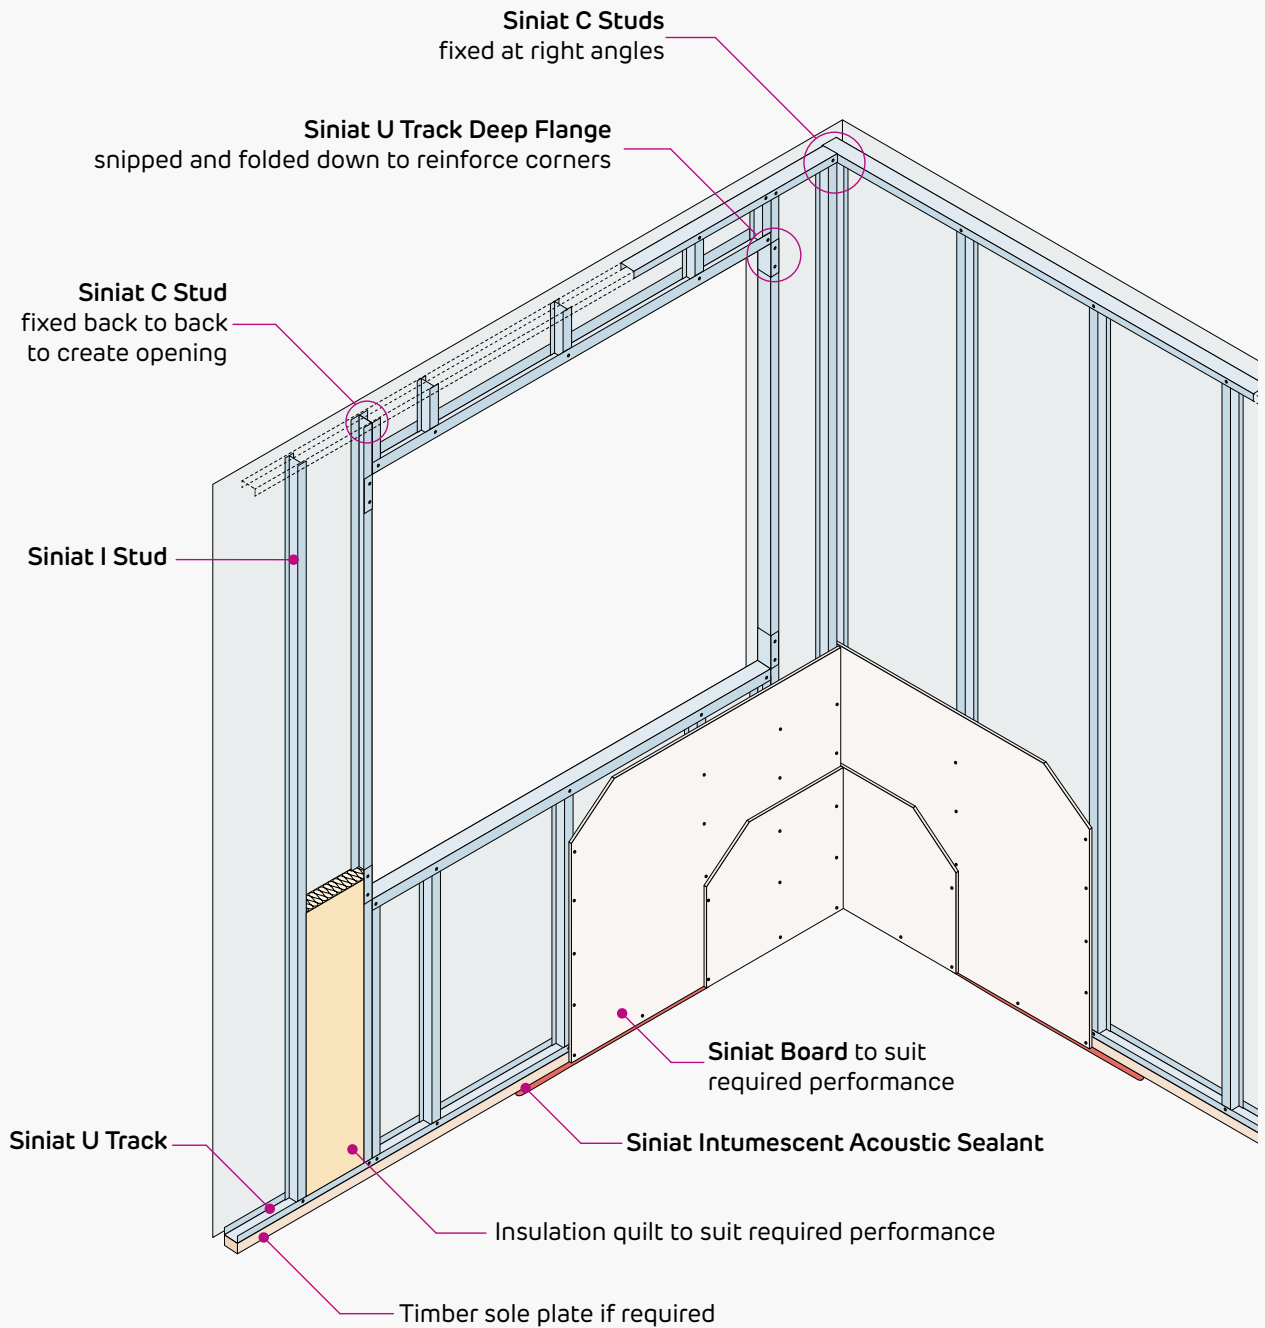 Siniat C Studs
fixed at right angles
Siniat U Track Deep Flange
snipped and folded down to reinforce corners
Siniat C Stud
fixed back to back
to create opening
Siniat I Stud
Siniat Board to suit
required performance
Siniat U Track
Siniat Intumescent Acoustic Sealant
Insulation quilt to suit required performance
Timber sole plate if required